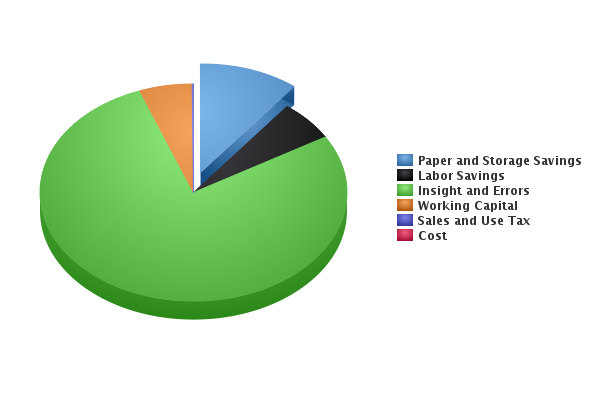 Paper and Storage Savings
Labor Savings
Insight and Errors
Working Capital
Sales and Use Tax
Cost